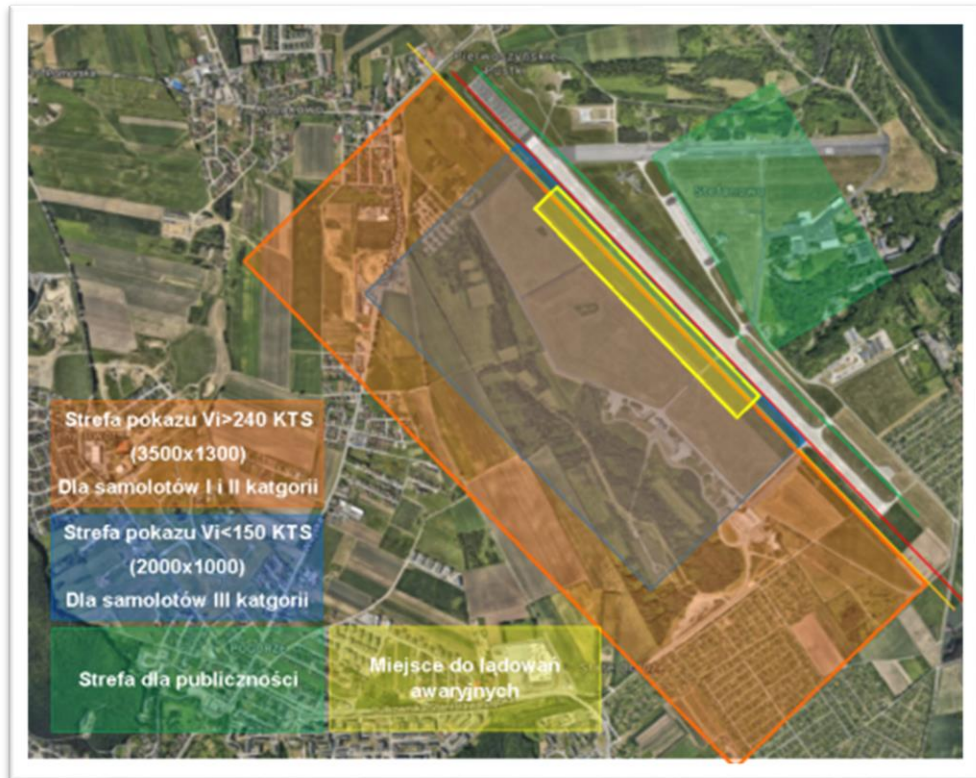 Stefanowo
Strefa pokazu Vi>240 KTS
(3500x1300)
Dla samolotów I i II katgorii
Strefa pokazu Vi<150 KTS
(2000x1000)
Dla samolotów III katgorii
Strefa dla publiczności
Miejsce do lądowań
awaryjnych